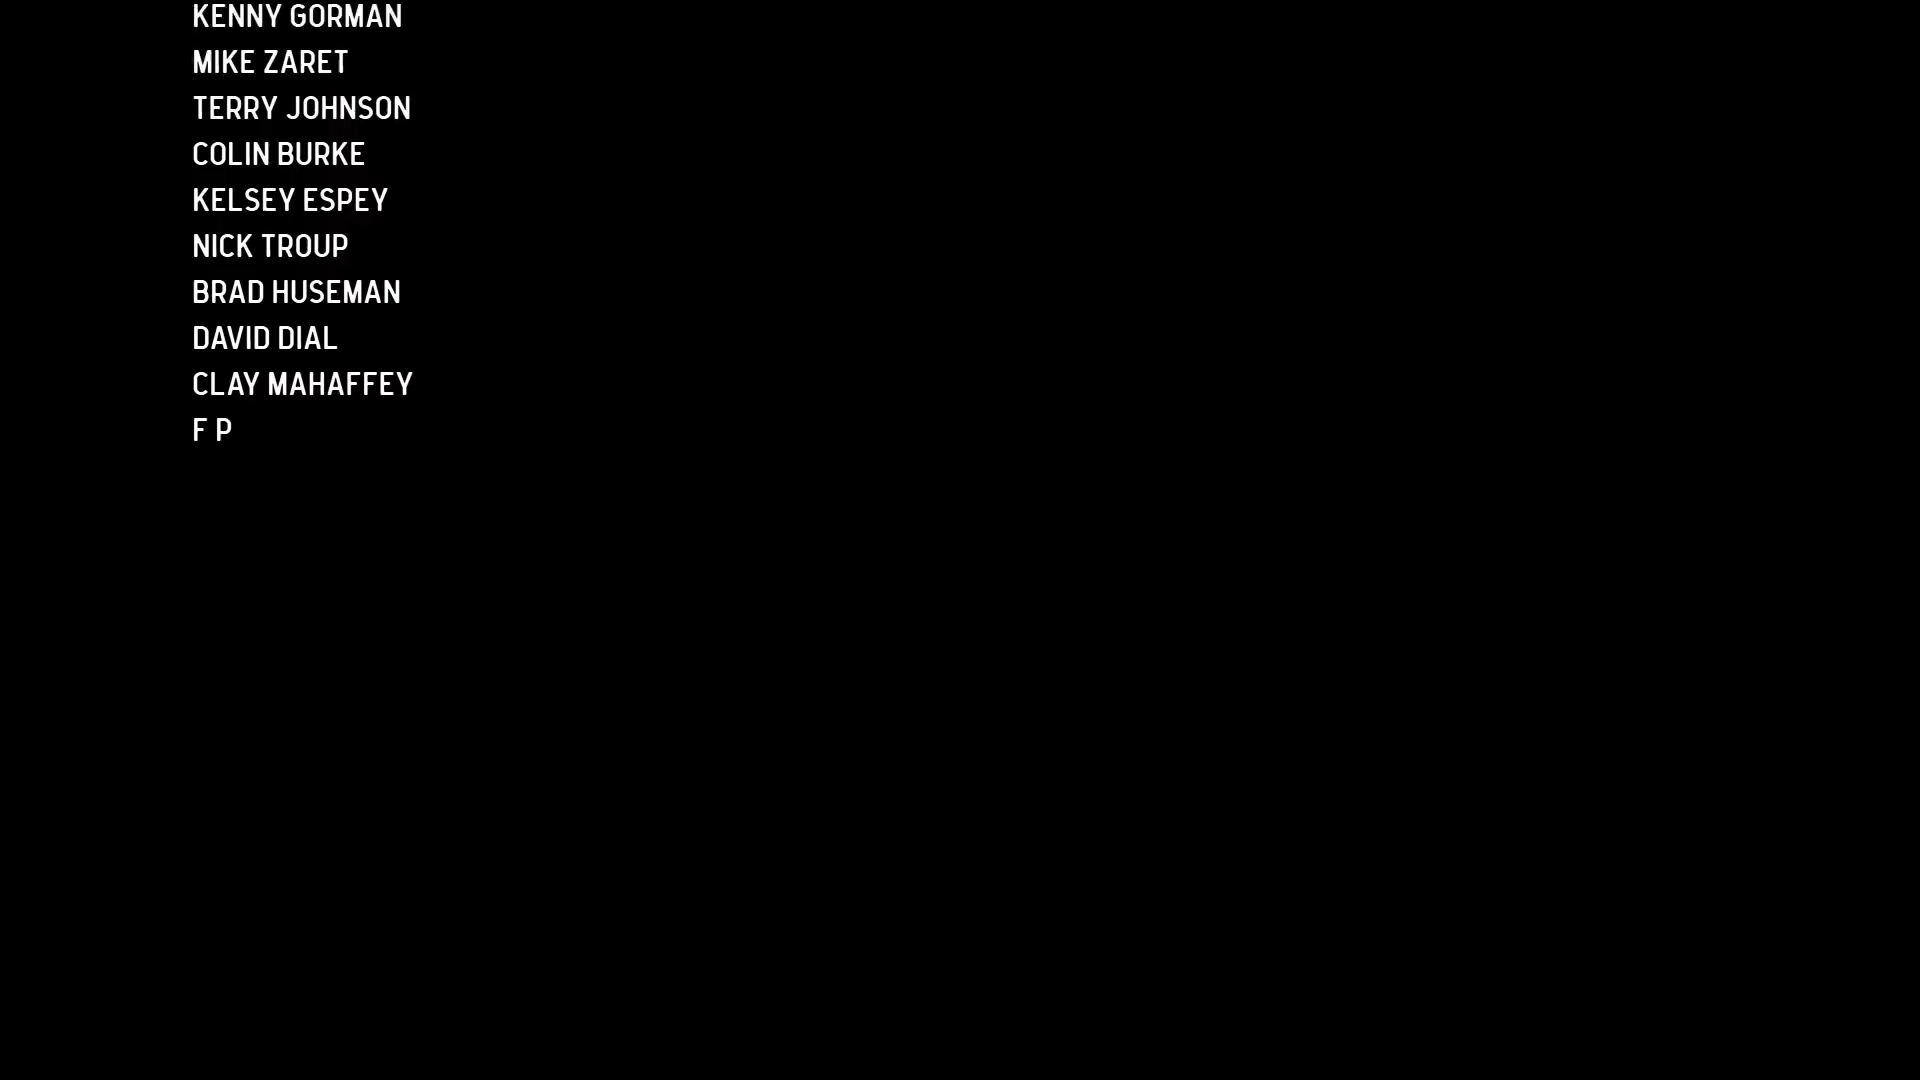 KENNY GORMAN
MIKE ZARET
TERRY JOHNSON
COLIN BURKE
KELSEY ESPEY
NICK TROUP
BRAD HUSEMAN
DAVID DIAL
CLAY MAHAFFEY
F P